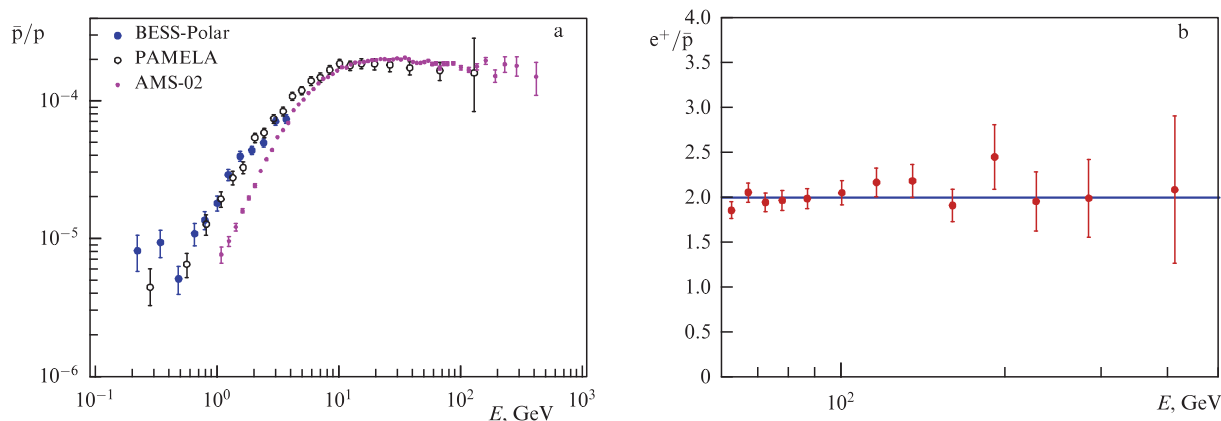 p̄/p
a
BESS-Polar
PAMELA
AMS-02
10⁻⁴
10⁻⁵
10⁻⁶
10⁻¹
10⁰
10¹
10²
10³
E, GeV
e⁺/p̄
b
4.0
3.5
3.0
2.5
2.0
1.5
1.0
0.5
0
10²
E, GeV